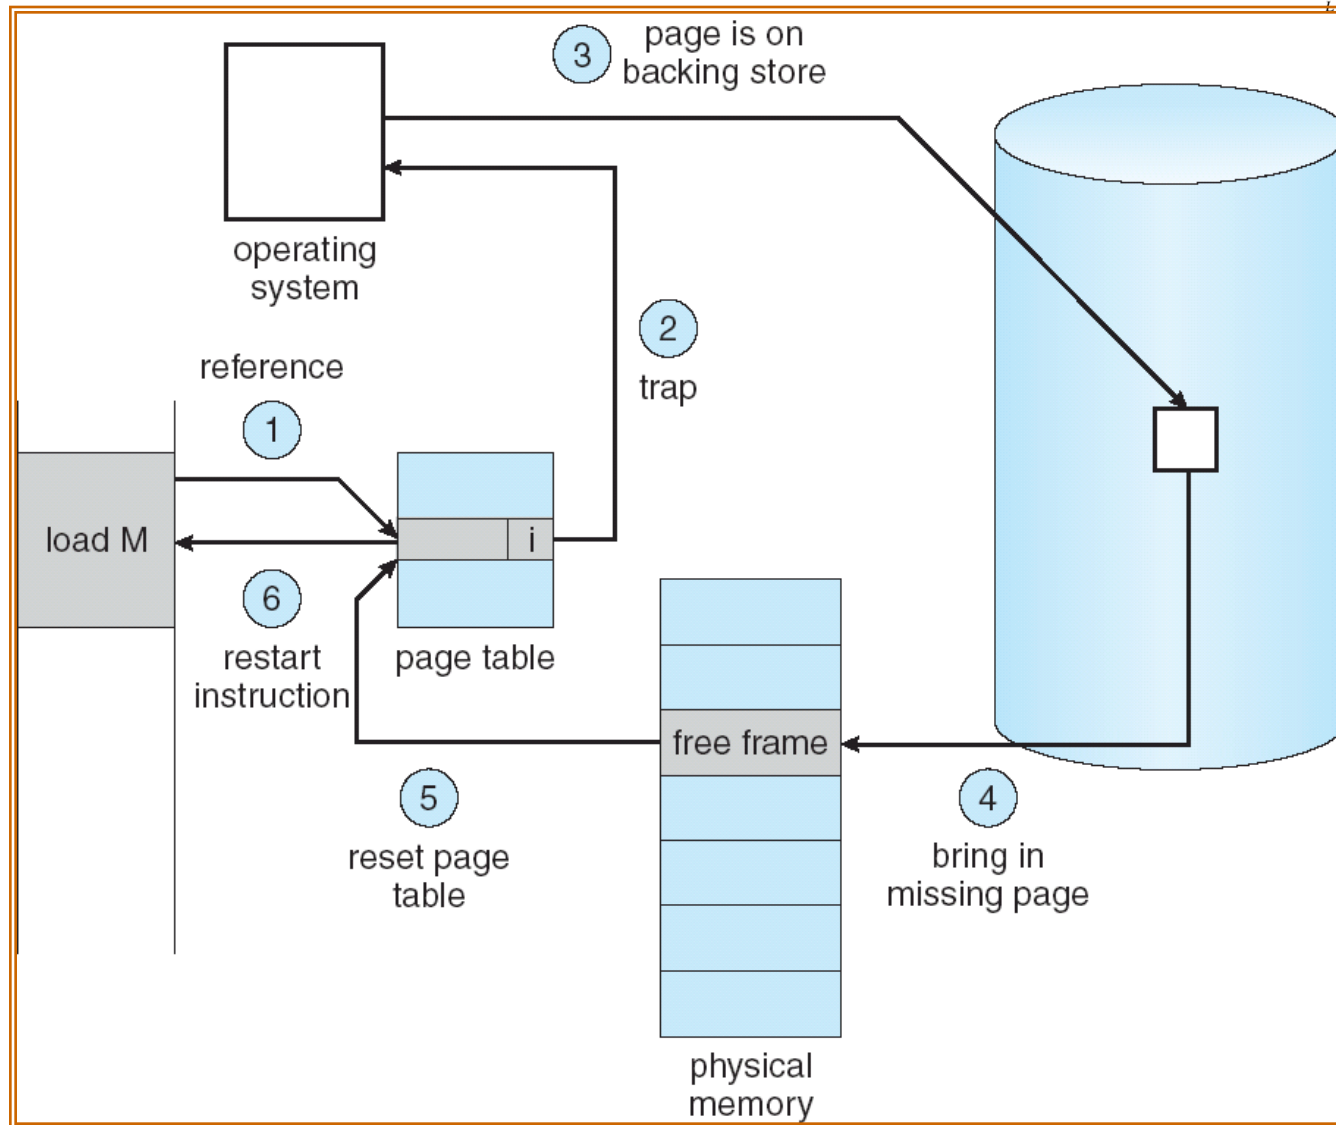 3
page is on
backing store
operating
system
2
trap
reference
1
load M
i
6
restart
instruction
page table
free frame
5
reset page
table
4
bring in
missing page
physical
memory